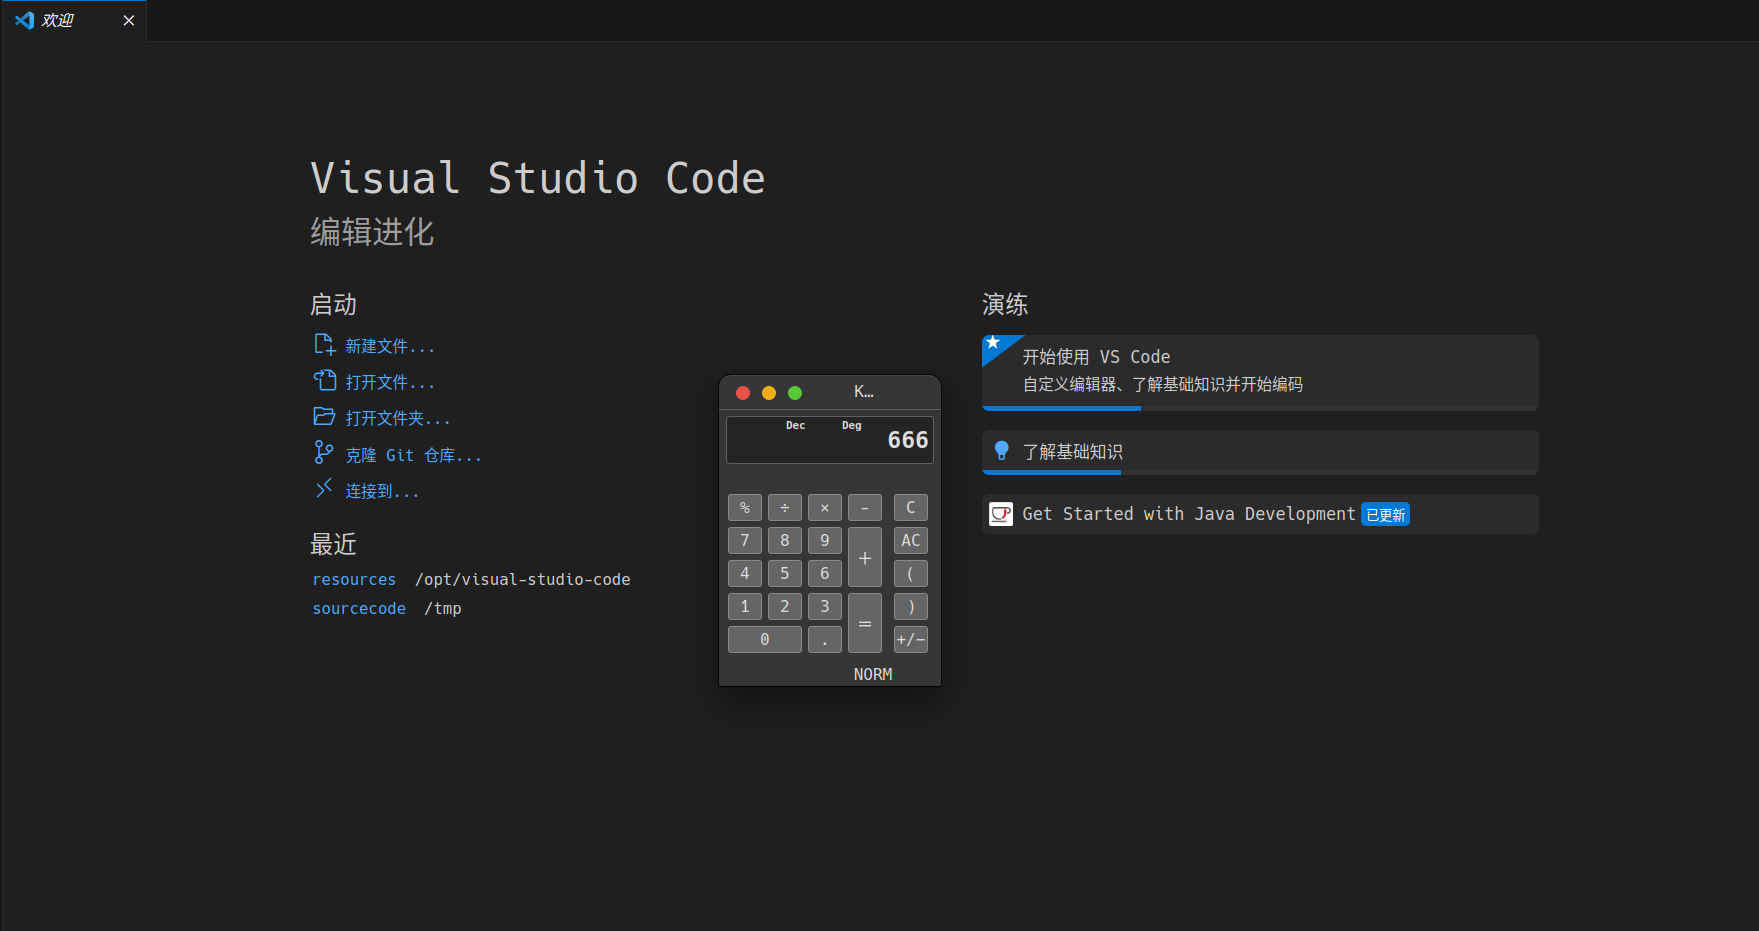 欢迎
Visual Studio Code
编辑进化
启动
新建文件...
打开文件...
打开文件夹...
克隆 Git 仓库...
连接到...
最近
resources /opt/visual-studio-code
sourcecode /tmp
K...
Dec Deg
666
% ÷ × - C
7 8 9 + AC
4 5 6 (
1 2 3 = )
0 . +/−
NORM
演练
开始使用 VS Code
自定义编辑器、了解基础知识并开始编码
了解基础知识
Get Started with Java Development 已更新